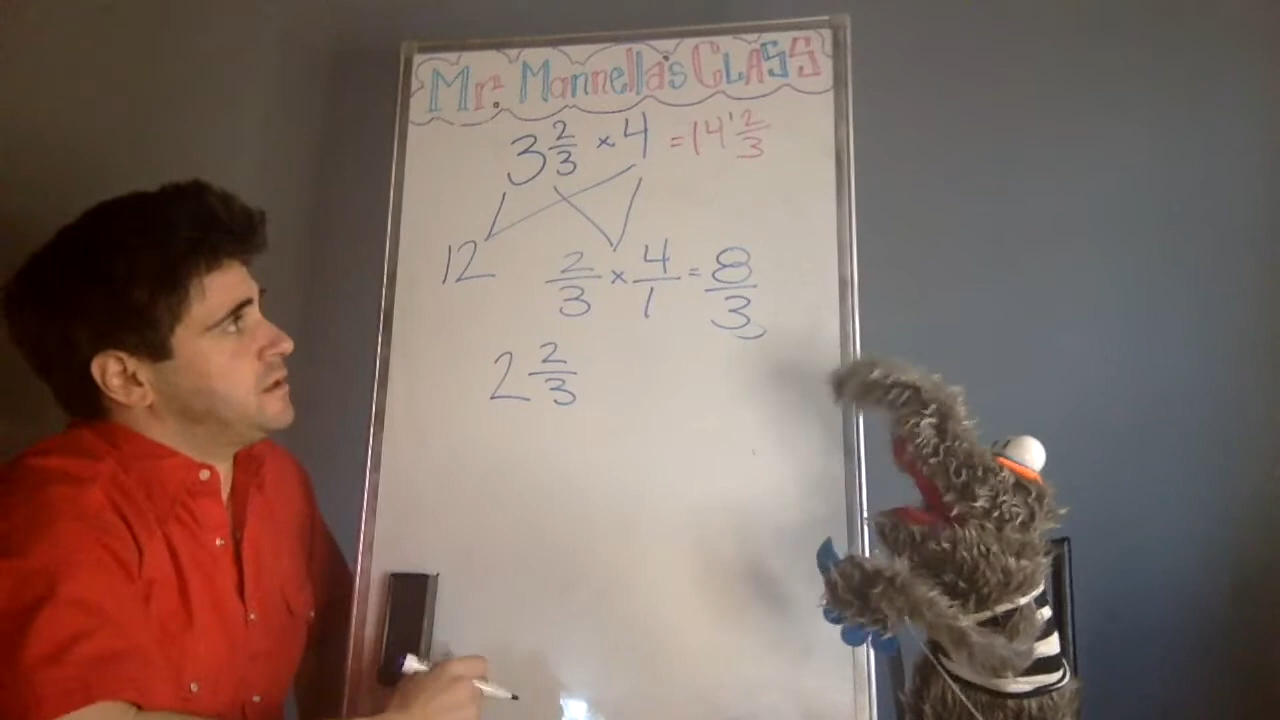 Mr. Mannella's CLASS
3 2/3 × 4 = 14 2/3
12 2/3 × 4/1 = 8/3
2 2/3